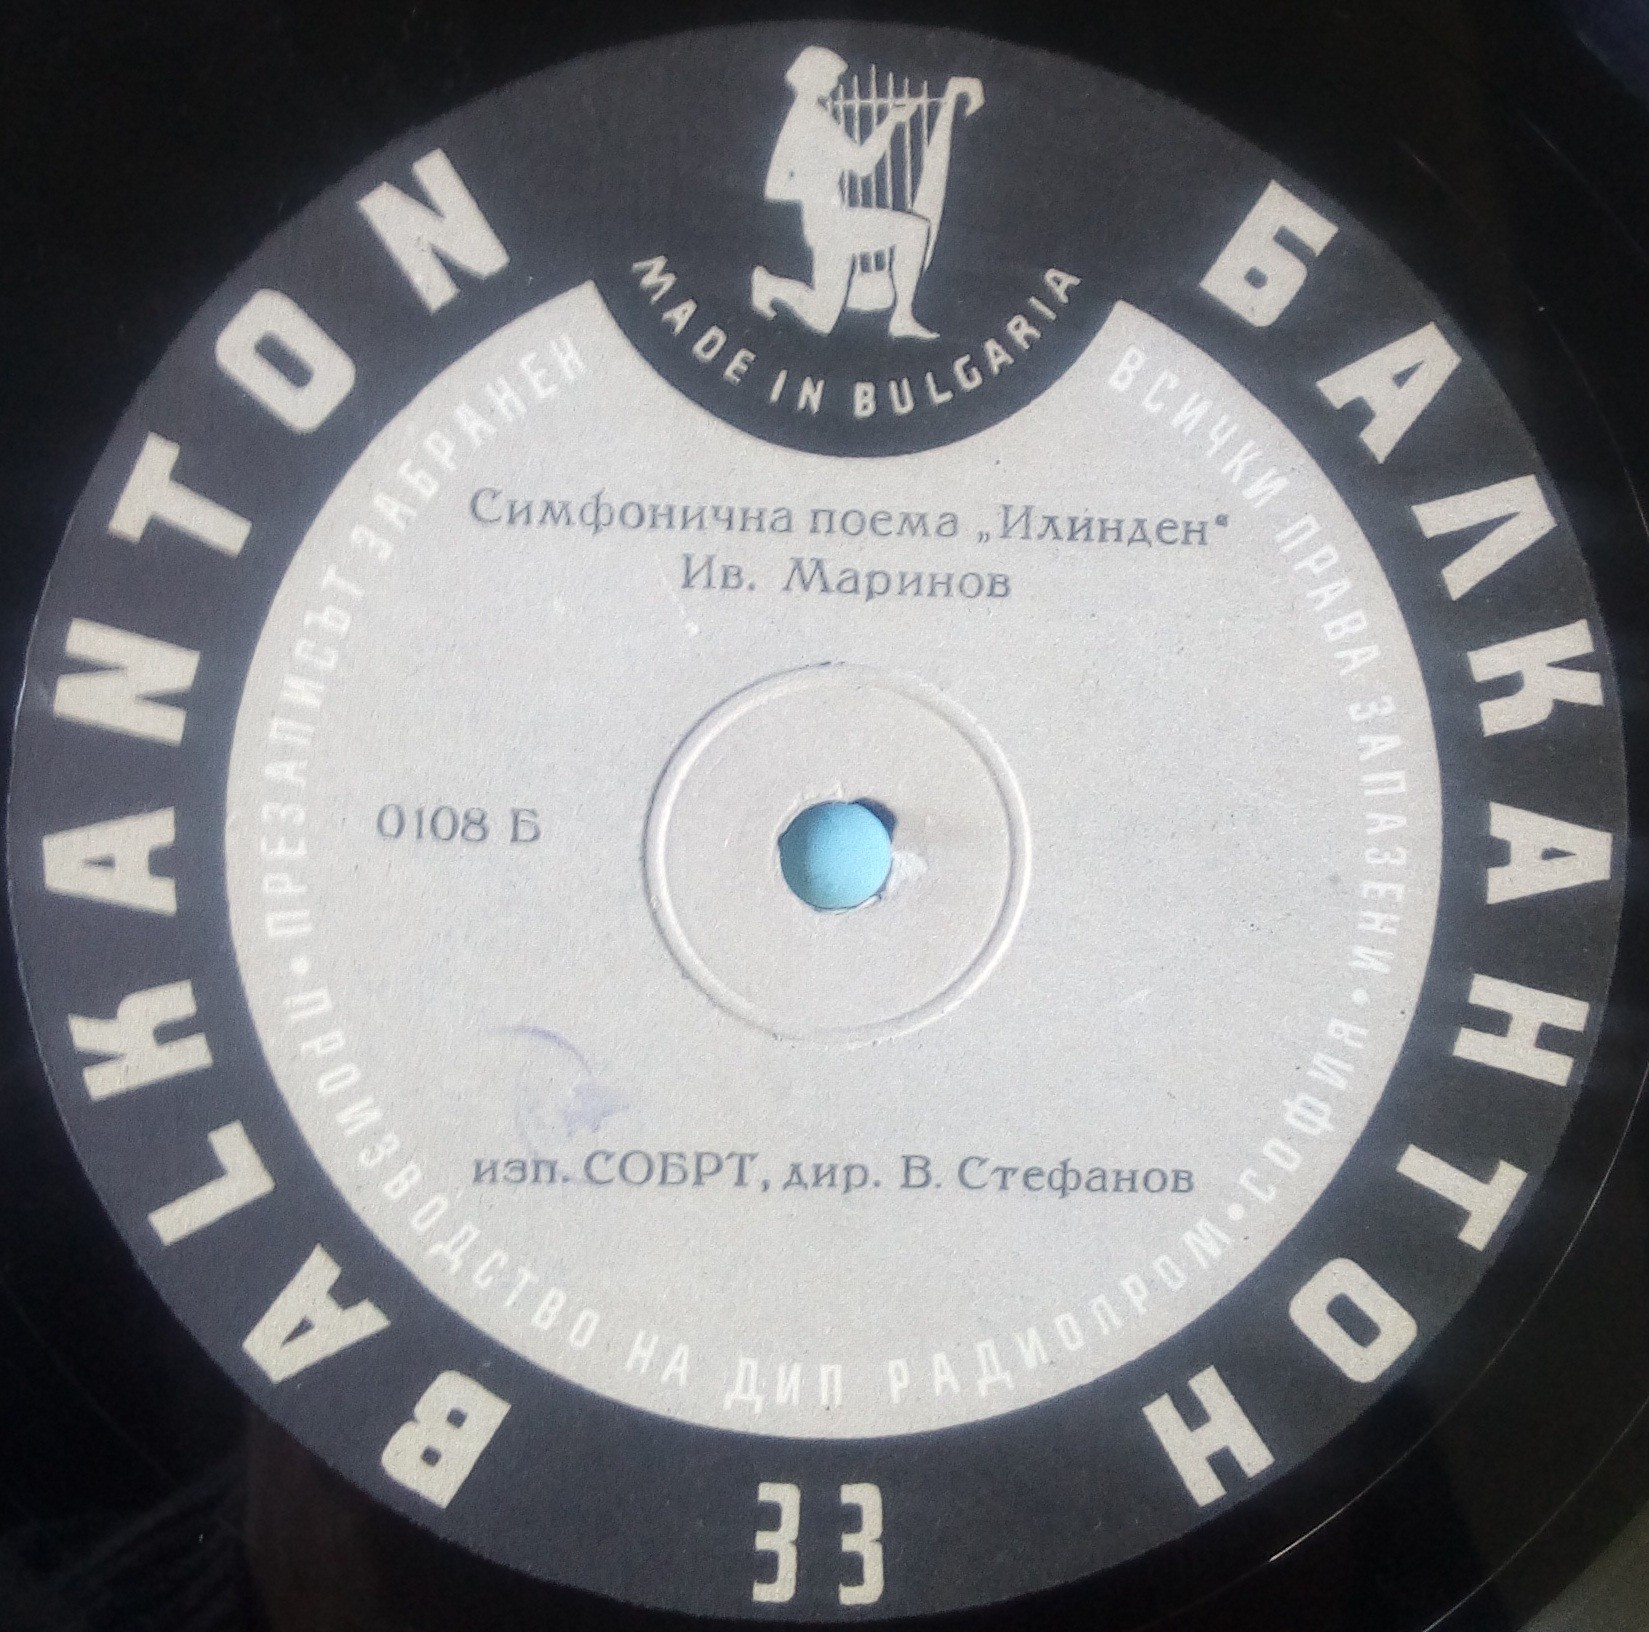 BALKANTON
БАЛКАНТОН
MADE IN BULGARIA
ВСИЧКИ ПРАВА ЗАПАЗЕНИ • СОФИЯ • ПРОИЗВОДСТВО НА ДИП РАДИОПРОМ • ПРЕЗАПИСЪТ ЗАБРАНЕН
Симфонична поема „Илинден“
Ив. Маринов
0108 Б
изп. СОБРТ, дир. В. Стефанов
33